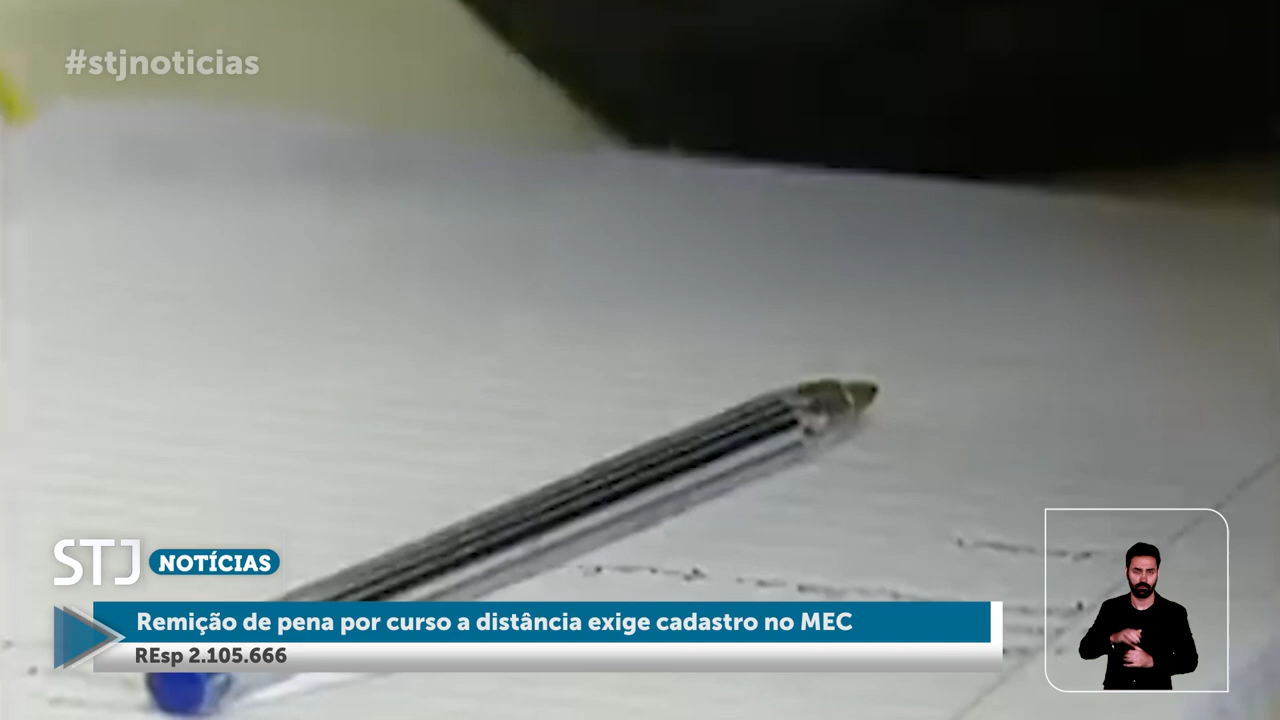 #stjnoticias
STJ NOTÍCIAS
Remição de pena por curso a distância exige cadastro no MEC
REsp 2.105.666